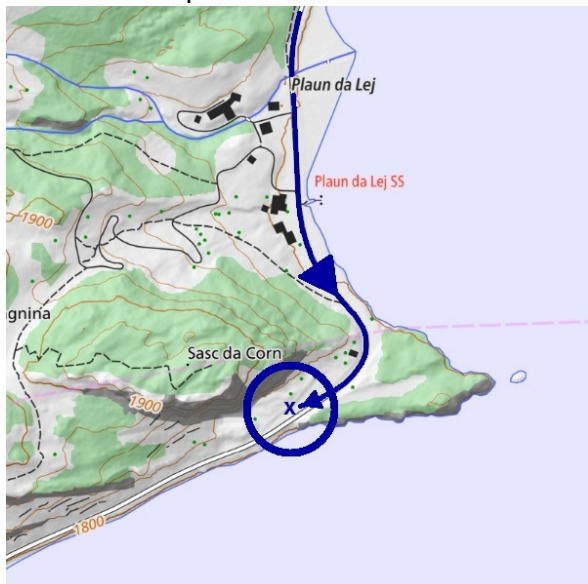 Plaun da Lej
Plaun da Lej SS
1900
gnina
Sasc da Corn
1900
X
1800